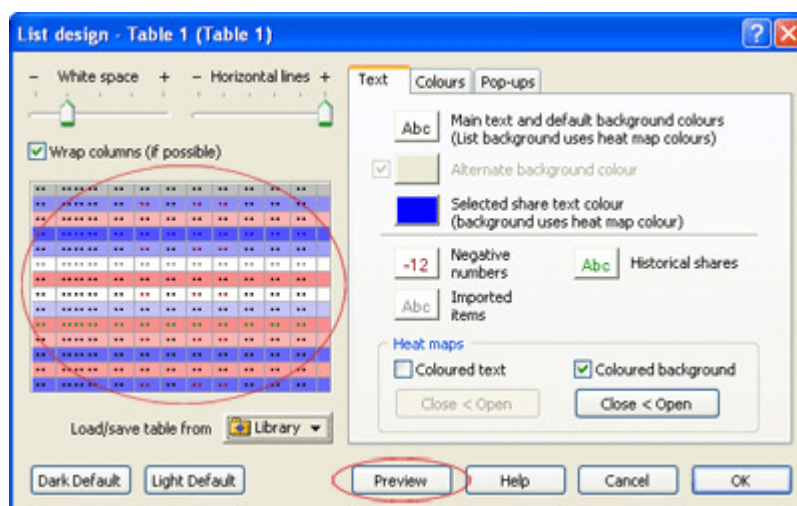 List design - Table 1 (Table 1)
- White space + - Horizontal lines +
Wrap columns (if possible)
Load/save table from Library
Dark Default Light Default
Text Colours Pop-ups
Abc Main text and default background colours
(List background uses heat map colours)
Alternate background colour
Selected share text colour
(background uses heat map colour)
-12 Negative
numbers
Abc Historical shares
Abc Imported
items
Heat maps
Coloured text Coloured background
Close < Open Close < Open
Preview Help Cancel OK